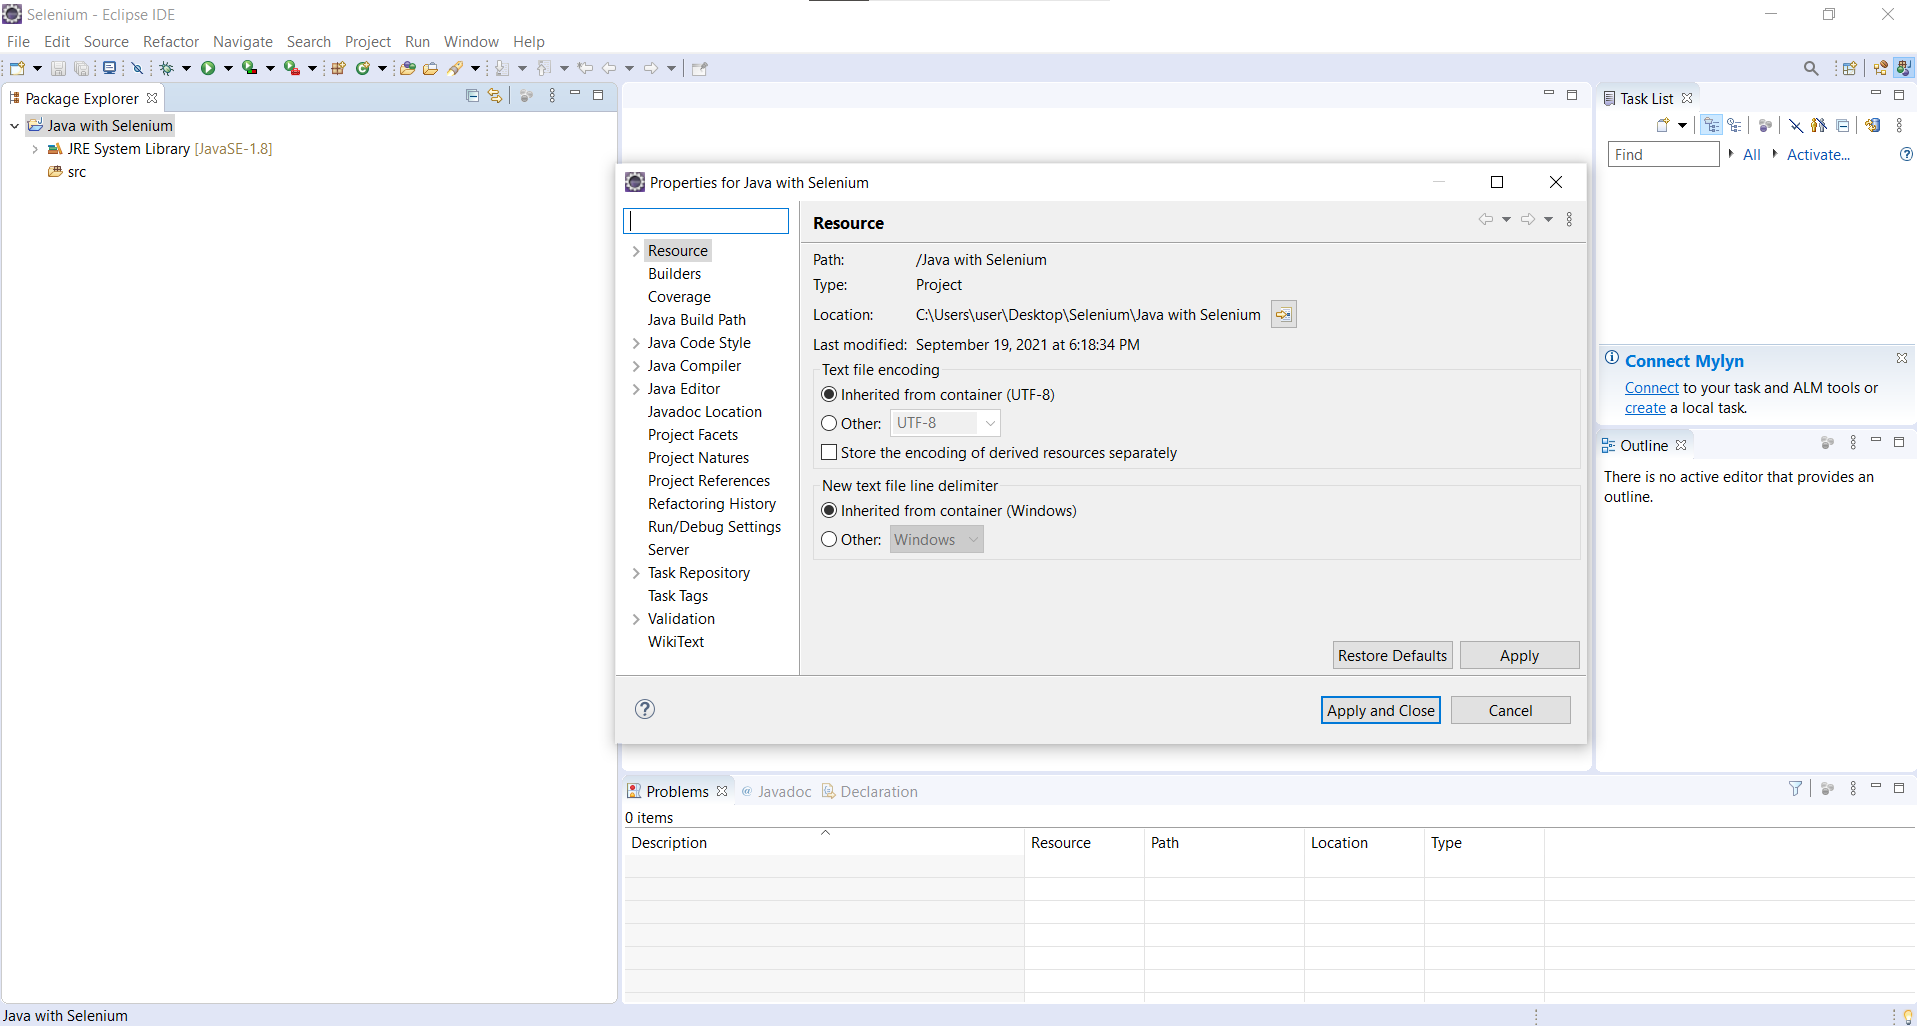 Selenium - Eclipse IDE
File Edit Source Refactor Navigate Search Project Run Window Help
Package Explorer
Java with Selenium
JRE System Library [JavaSE-1.8]
src
Properties for Java with Selenium
Resource
Builders
Coverage
Java Build Path
Java Code Style
Java Compiler
Java Editor
Javadoc Location
Project Facets
Project Natures
Project References
Refactoring History
Run/Debug Settings
Server
Task Repository
Task Tags
Validation
WikiText
Resource
Path: /Java with Selenium
Type: Project
Location: C:\Users\user\Desktop\Selenium\Java with Selenium
Last modified: September 19, 2021 at 6:18:34 PM
Text file encoding
Inherited from container (UTF-8)
Other: UTF-8
Store the encoding of derived resources separately
New text file line delimiter
Inherited from container (Windows)
Other: Windows
Restore Defaults Apply
? Apply and Close Cancel
Task List
Find All Activate... ?
Connect Mylyn
Connect to your task and ALM tools or
create a local task.
Outline
There is no active editor that provides an
outline.
Problems @ Javadoc Declaration
0 items
Description Resource Path Location Type
Java with Selenium